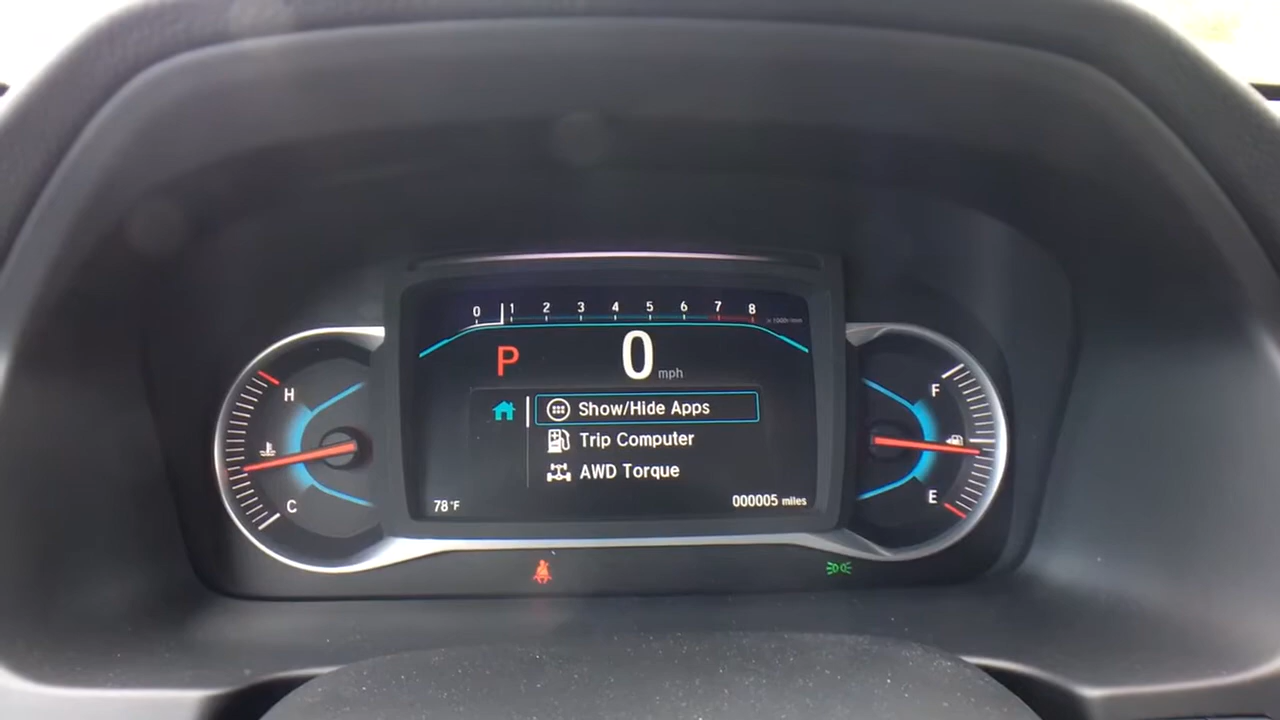 0 1 2 3 4 5 6 7 8 x 1000r/min
P 0 mph
H
F
Show/Hide Apps
Trip Computer
AWD Torque
C
E
78°F
000005 miles